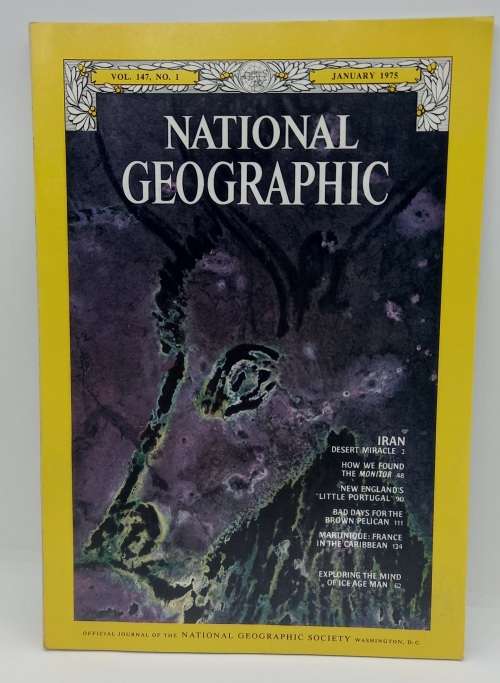 VOL. 147, NO. 1
JANUARY 1975
NATIONAL
GEOGRAPHIC
IRAN
DESERT MIRACLE 2
HOW WE FOUND
THE MONITOR 48
NEW ENGLAND'S
"LITTLE PORTUGAL" 90
BAD DAYS FOR THE
BROWN PELICAN 111
MARTINIQUE: FRANCE
IN THE CARIBBEAN 124
EXPLORING THE MIND
OF ICE AGE MAN 62
OFFICIAL JOURNAL OF THE NATIONAL GEOGRAPHIC SOCIETY WASHINGTON, D.C.